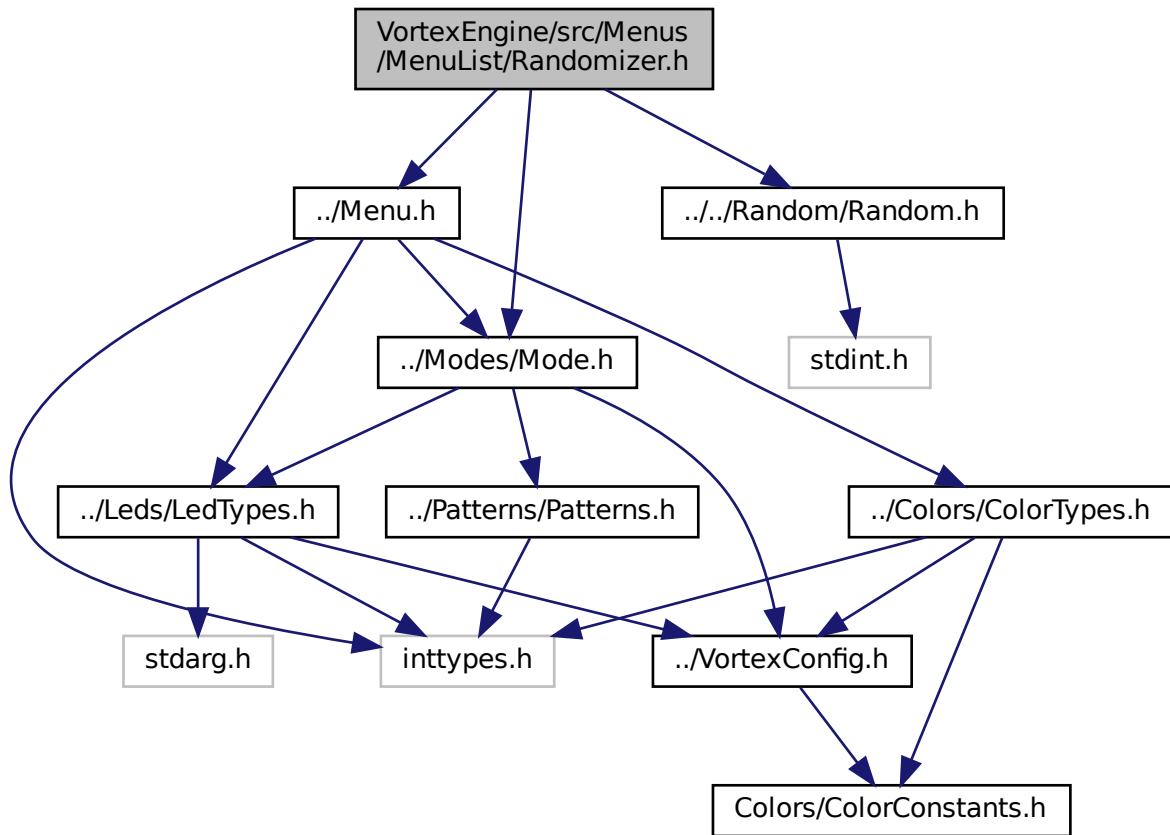 VortexEngine/src/Menus
/MenuList/Randomizer.h
../Menu.h
../../Random/Random.h
../Modes/Mode.h
stdint.h
../Leds/LedTypes.h
../Patterns/Patterns.h
../Colors/ColorTypes.h
stdarg.h
inttypes.h
../VortexConfig.h
Colors/ColorConstants.h